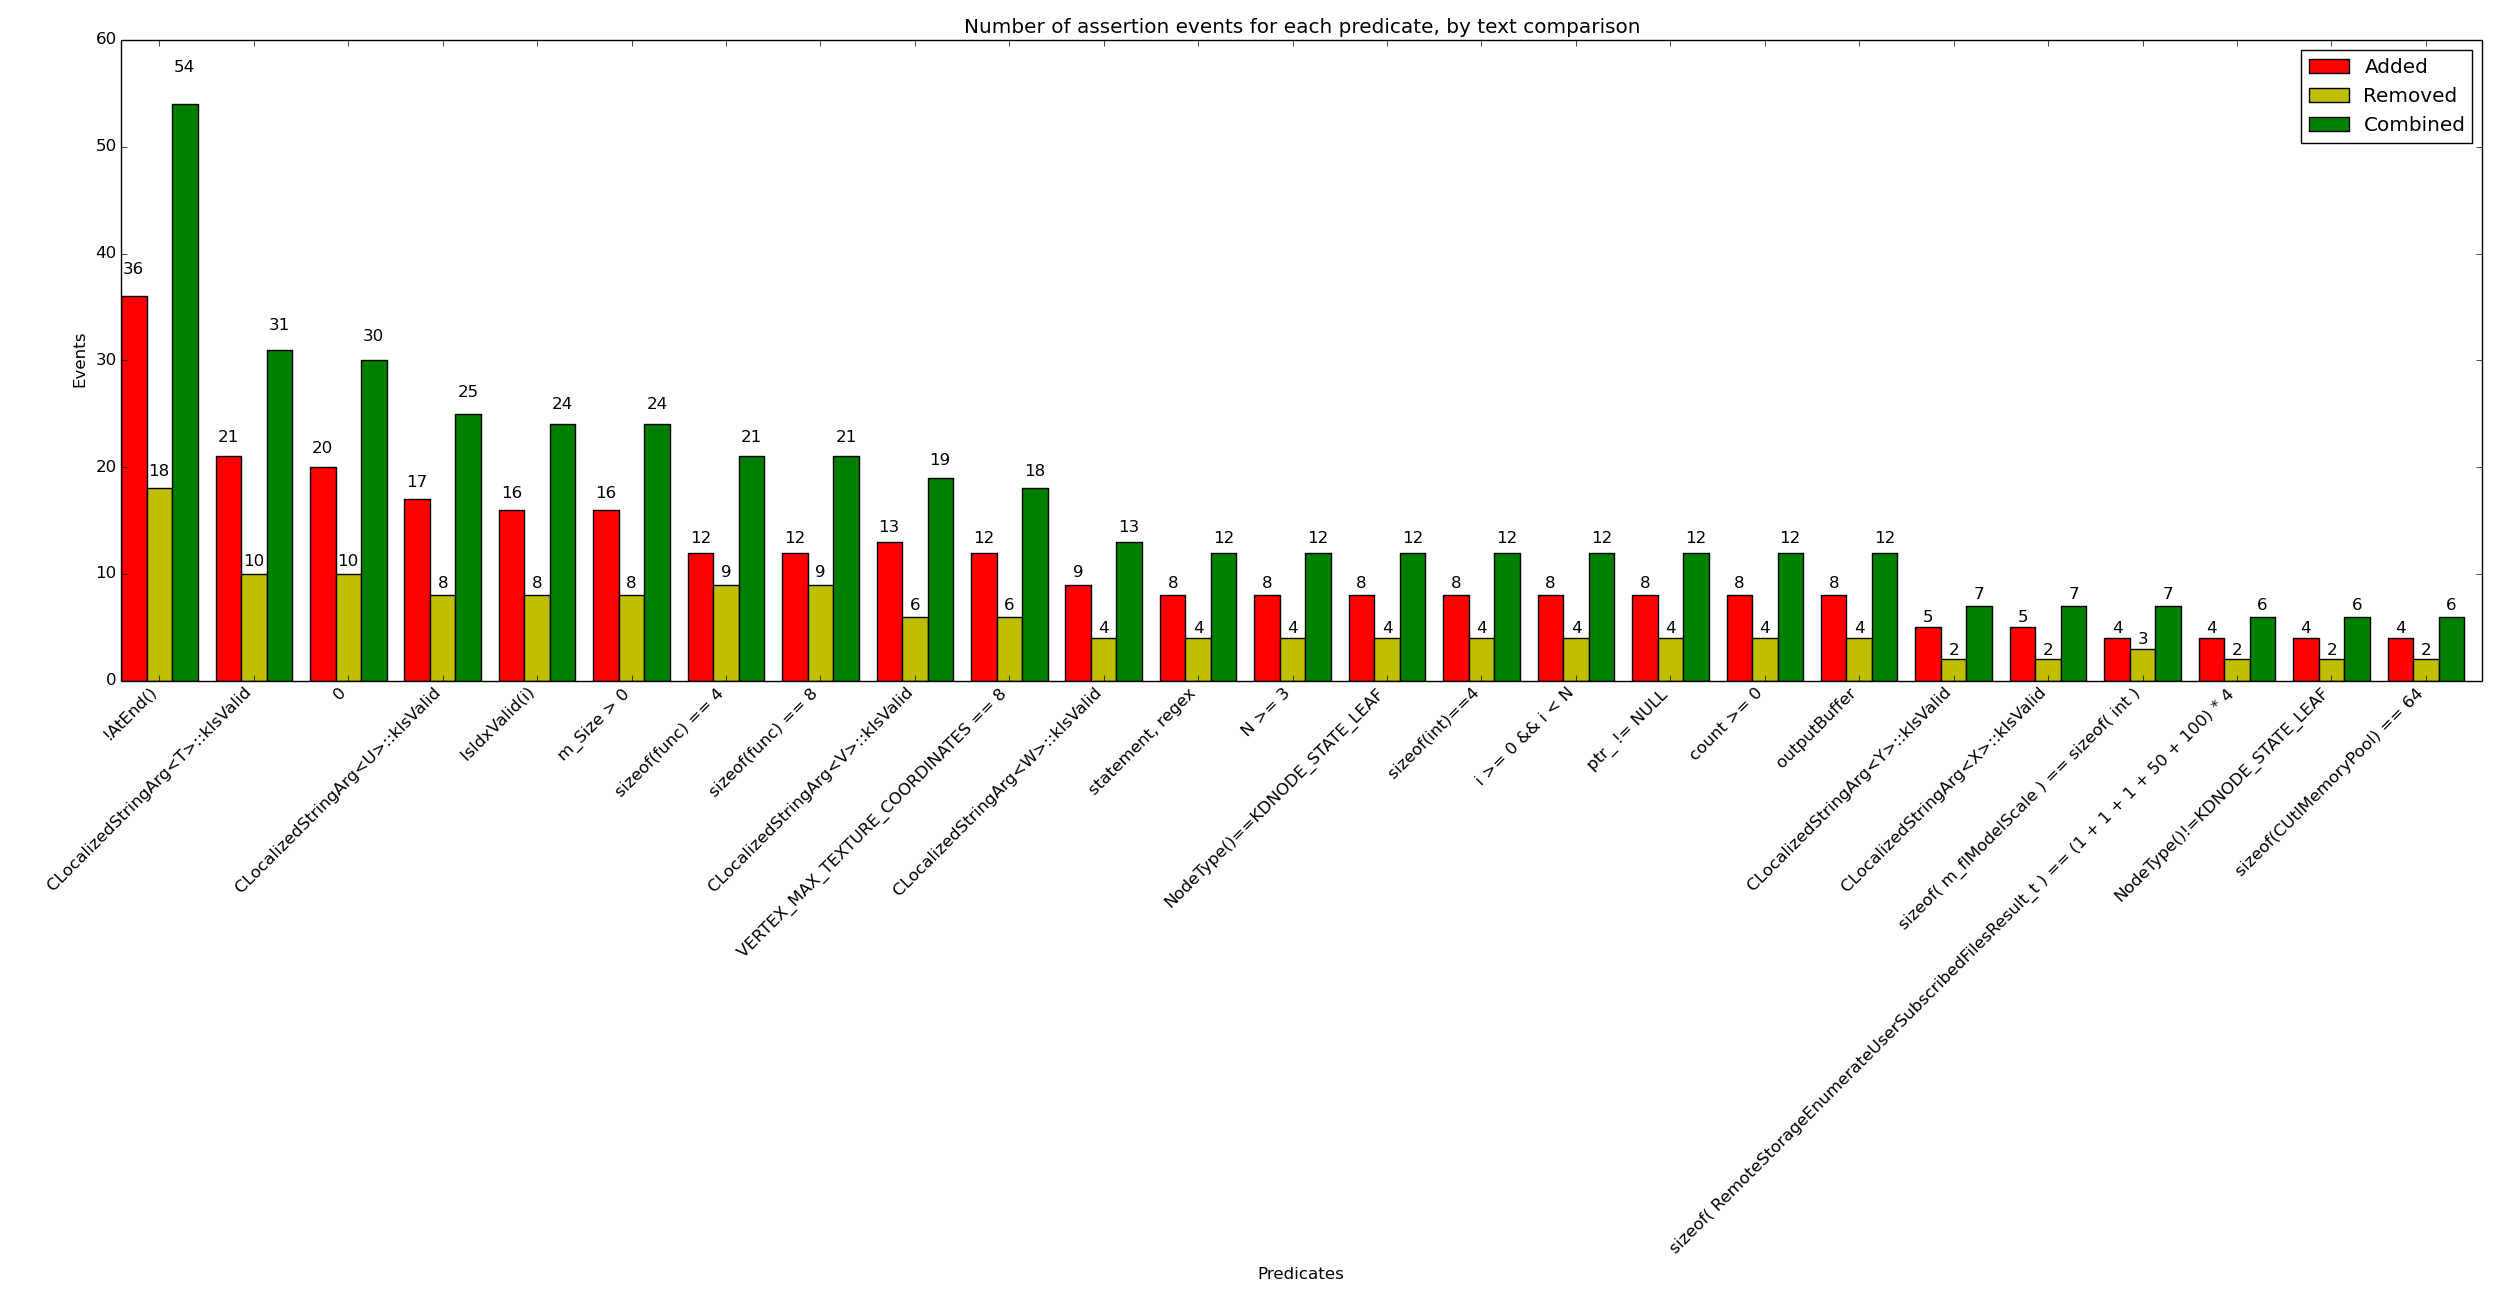 Number of assertion events for each predicate, by text comparison
Added
Removed
Combined
Events
60
50
40
30
20
10
0
36 18 54
21 10 31
20 10 30
17 8 25
16 8 24
16 8 24
12 9 21
12 9 21
13 6 19
12 6 18
9 4 13
8 4 12
8 4 12
8 4 12
8 4 12
8 4 12
8 4 12
8 4 12
8 4 12
5 2 7
5 2 7
4 3 7
4 2 6
4 2 6
4 2 6
!AtEnd()
CLocalizedStringArg<T>::kIsValid
0
CLocalizedStringArg<U>::kIsValid
IsIdxValid(i)
m_Size > 0
sizeof(func) == 4
sizeof(func) == 8
CLocalizedStringArg<V>::kIsValid
VERTEX_MAX_TEXTURE_COORDINATES == 8
CLocalizedStringArg<W>::kIsValid
statement, regex
N >= 3
NodeType()==KDNODE_STATE_LEAF
sizeof(int)==4
i >= 0 && i < N
ptr_ != NULL
count >= 0
outputBuffer
CLocalizedStringArg<Y>::kIsValid
CLocalizedStringArg<X>::kIsValid
sizeof( m_flModelScale ) == sizeof( int )
sizeof( RemoteStorageEnumerateUserSubscribedFilesResult_t ) == (1 + 1 + 1 + 50 + 100) * 4
NodeType()!=KDNODE_STATE_LEAF
sizeof(CUtlMemoryPool) == 64
Predicates